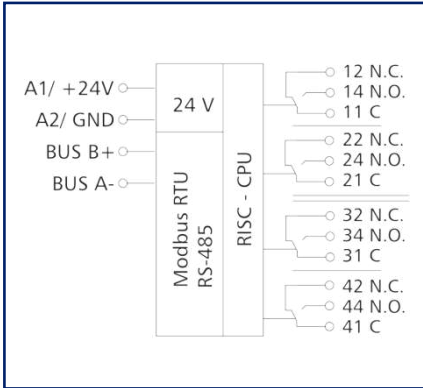 A1/ +24V
A2/ GND
BUS B+
BUS A-
24 V
Modbus RTU
RS-485
RISC - CPU
12 N.C.
14 N.O.
11 C
22 N.C.
24 N.O.
21 C
32 N.C.
34 N.O.
31 C
42 N.C.
44 N.O.
41 C